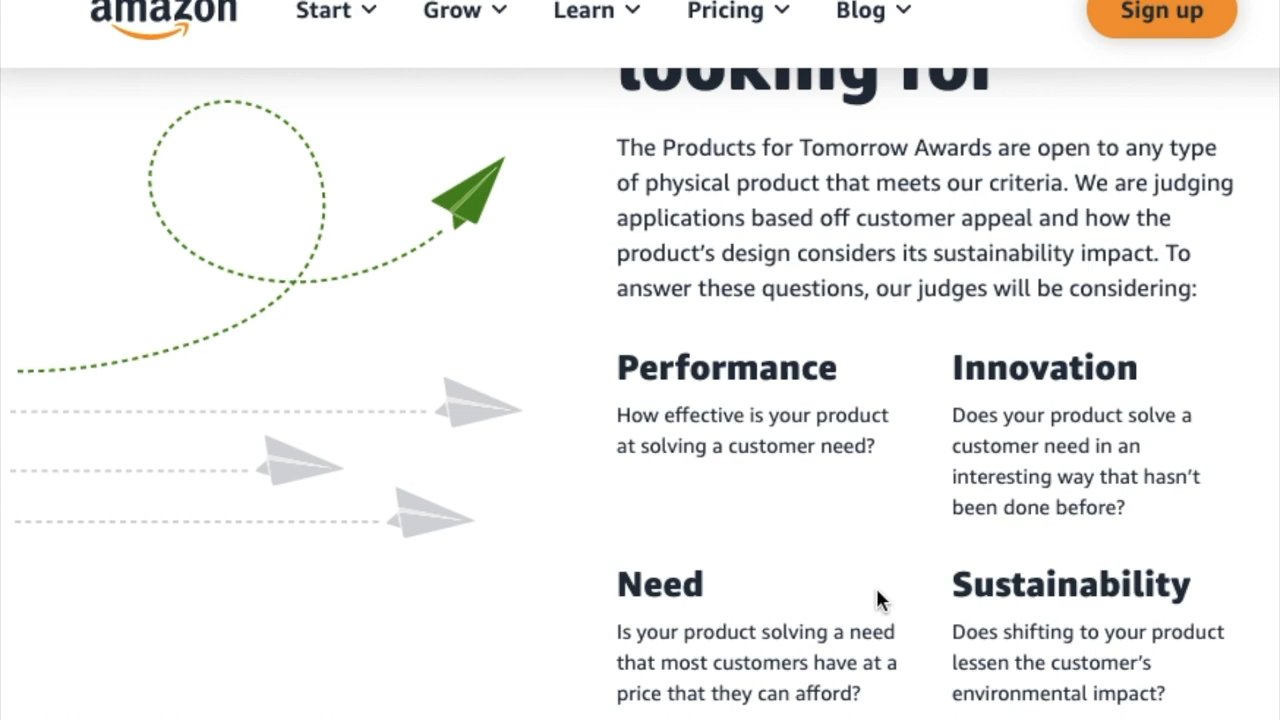 amazon
Start
Grow
Learn
Pricing
Blog
Sign up
looking for
The Products for Tomorrow Awards are open to any type
of physical product that meets our criteria. We are judging
applications based off customer appeal and how the
product’s design considers its sustainability impact. To
answer these questions, our judges will be considering:
Performance
How effective is your product
at solving a customer need?
Innovation
Does your product solve a
customer need in an
interesting way that hasn’t
been done before?
Need
Is your product solving a need
that most customers have at a
price that they can afford?
Sustainability
Does shifting to your product
lessen the customer’s
environmental impact?